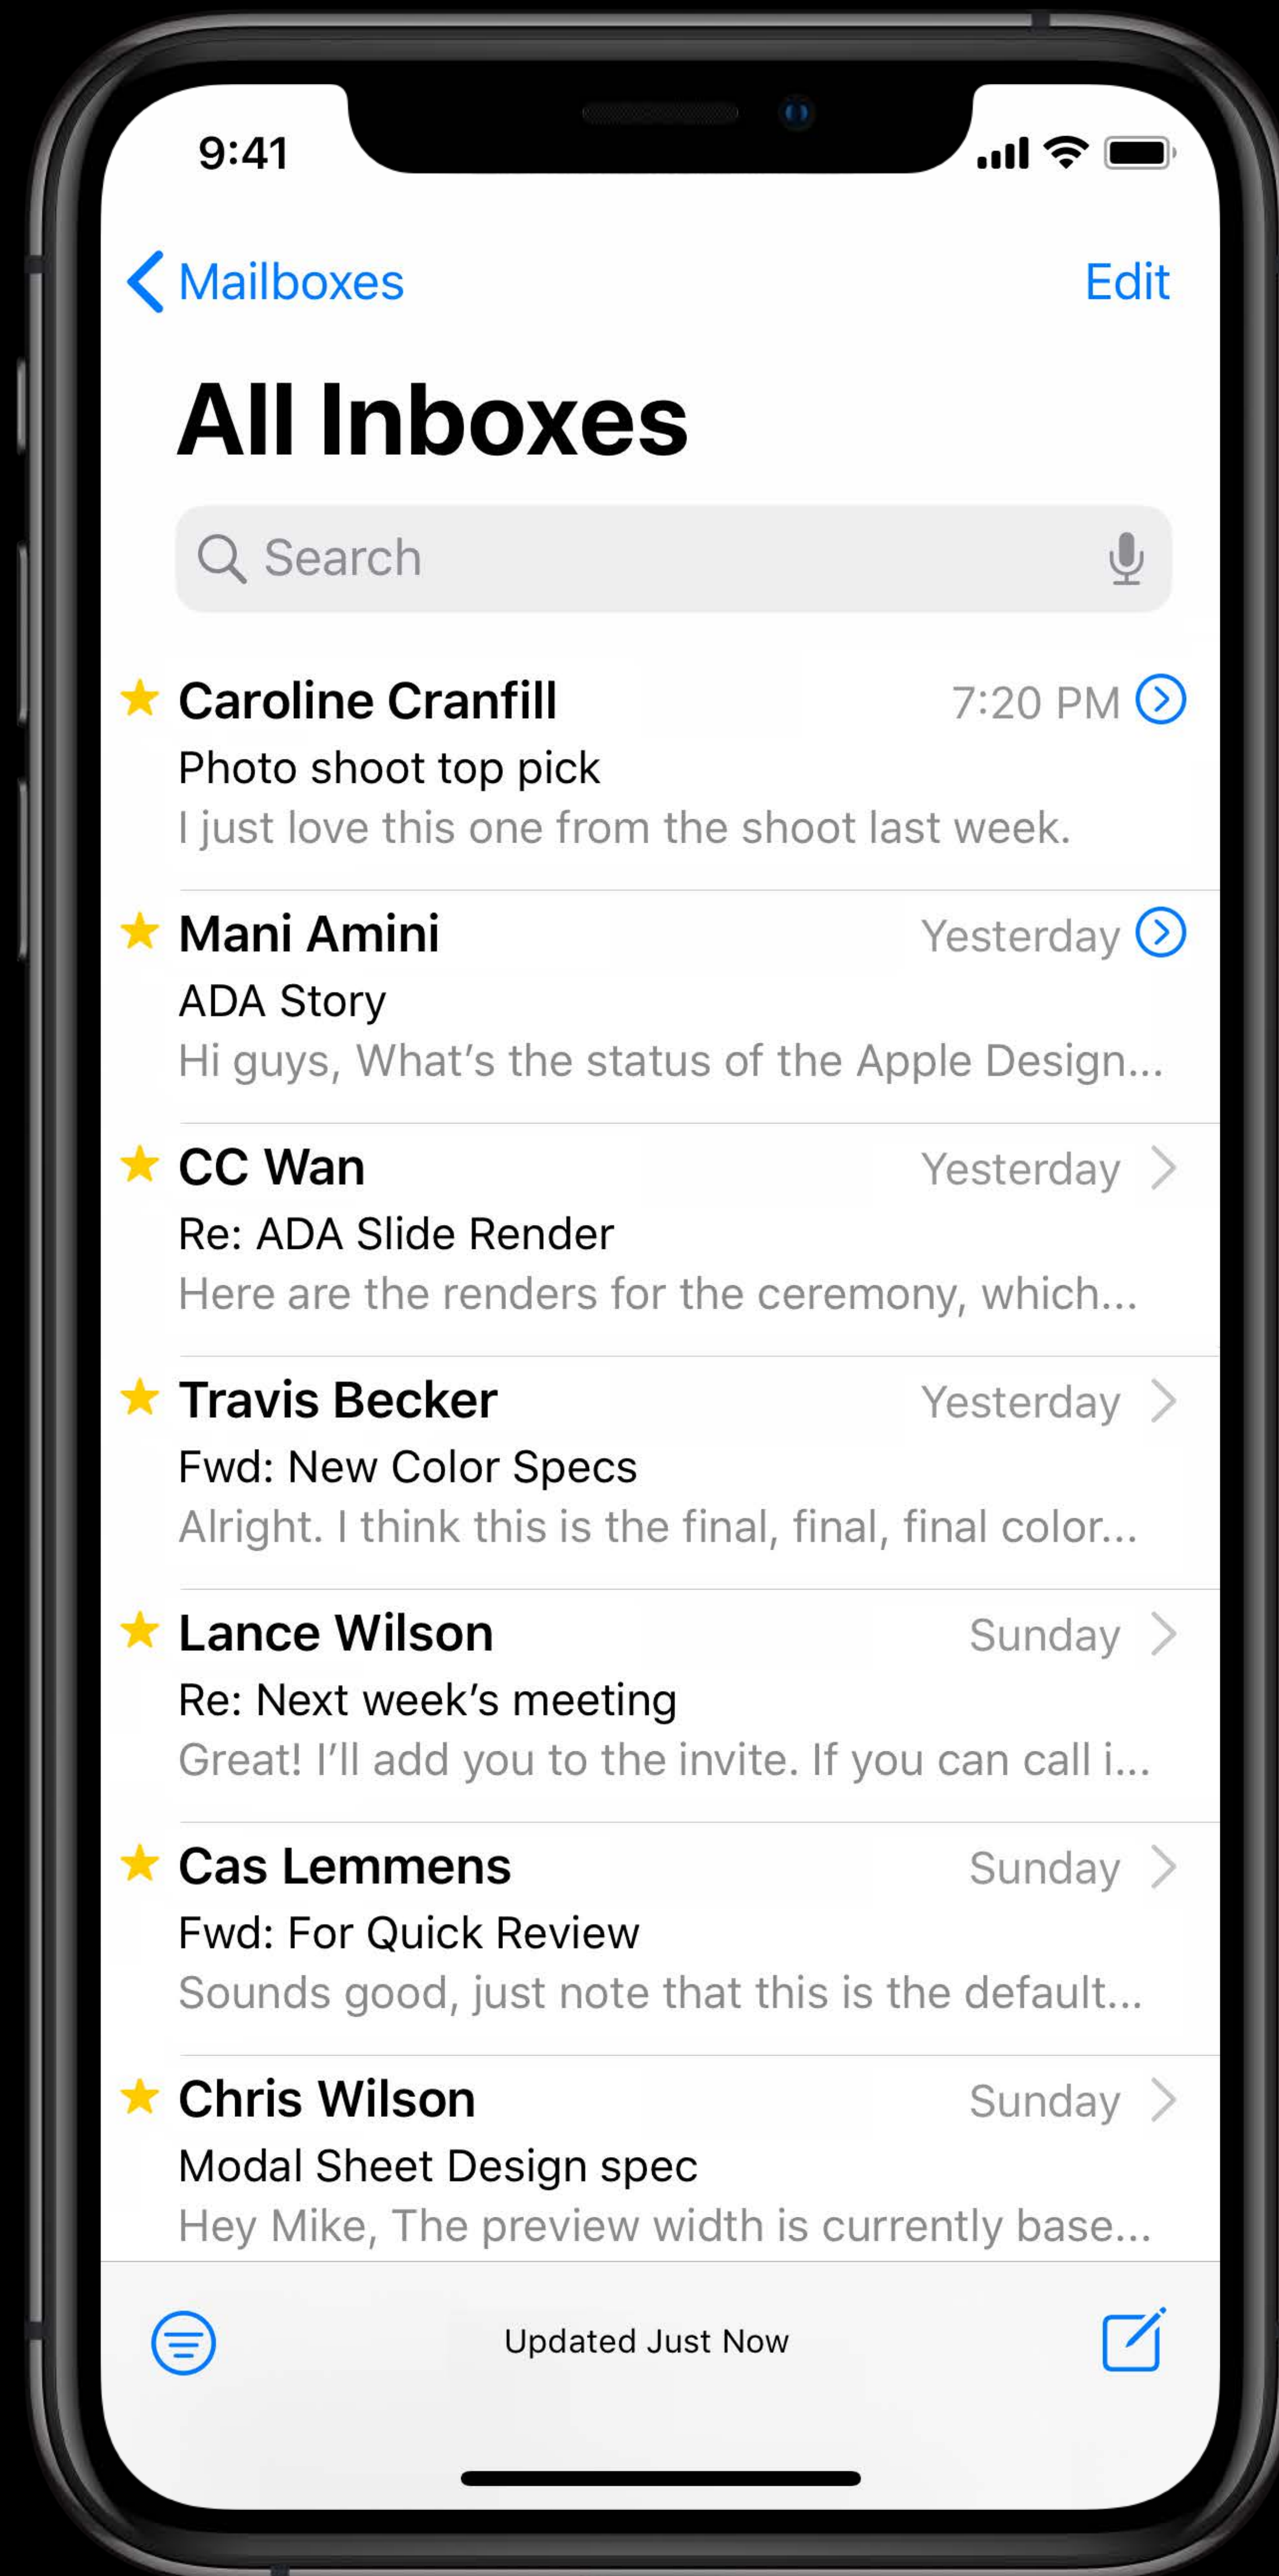 9:41
Mailboxes Edit
All Inboxes
Search
Caroline Cranfill 7:20 PM
Photo shoot top pick
I just love this one from the shoot last week.
Mani Amini Yesterday
ADA Story
Hi guys, What’s the status of the Apple Design...
CC Wan Yesterday
Re: ADA Slide Render
Here are the renders for the ceremony, which...
Travis Becker Yesterday
Fwd: New Color Specs
Alright. I think this is the final, final, final color...
Lance Wilson Sunday
Re: Next week’s meeting
Great! I’ll add you to the invite. If you can call i...
Cas Lemmens Sunday
Fwd: For Quick Review
Sounds good, just note that this is the default...
Chris Wilson Sunday
Modal Sheet Design spec
Hey Mike, The preview width is currently base...
Updated Just Now